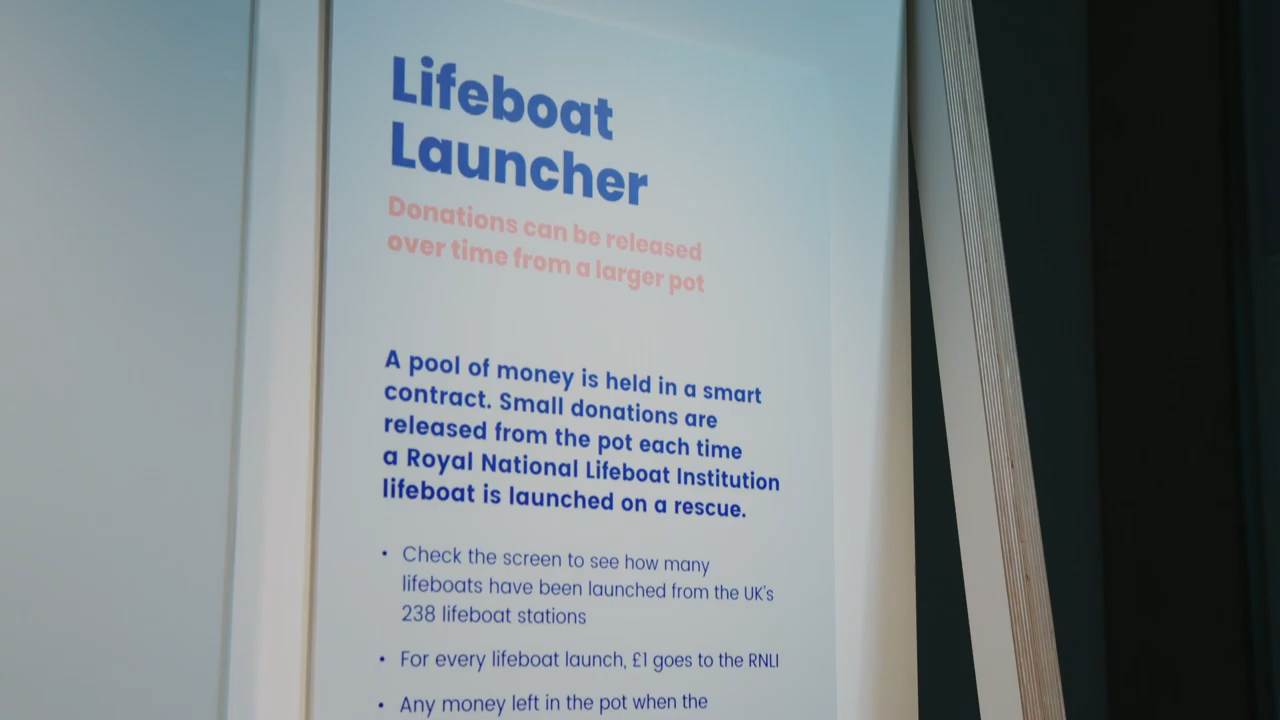 Lifeboat
Launcher
Donations can be released
over time from a larger pot
A pool of money is held in a smart
contract. Small donations are
released from the pot each time
a Royal National Lifeboat Institution
lifeboat is launched on a rescue.
• Check the screen to see how many
lifeboats have been launched from the UK's
238 lifeboat stations
• For every lifeboat launch, £1 goes to the RNLI
• Any money left in the pot when the